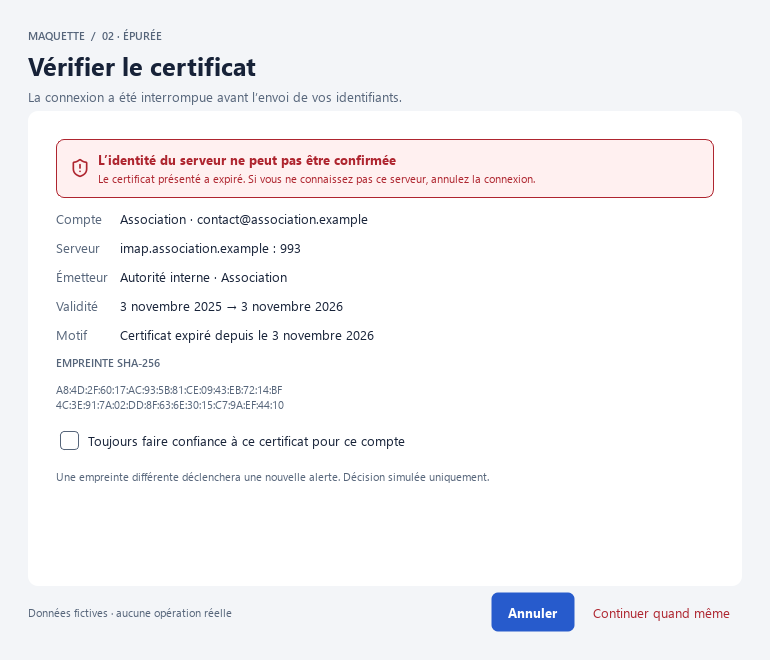 MAQUETTE / 02 · ÉPURÉE
Vérifier le certificat
La connexion a été interrompue avant l’envoi de vos identifiants.
L’identité du serveur ne peut pas être confirmée
Le certificat présenté a expiré. Si vous ne connaissez pas ce serveur, annulez la connexion.
Compte Association · contact@association.example
Serveur imap.association.example : 993
Émetteur Autorité interne · Association
Validité 3 novembre 2025 → 3 novembre 2026
Motif Certificat expiré depuis le 3 novembre 2026
EMPREINTE SHA-256
A8:4D:2F:60:17:AC:93:5B:81:CE:09:43:EB:72:14:BF
4C:3E:91:7A:02:DD:8F:63:6E:30:15:C7:9A:EF:44:10
Toujours faire confiance à ce certificat pour ce compte
Une empreinte différente déclenchera une nouvelle alerte. Décision simulée uniquement.
Données fictives · aucune opération réelle
Annuler
Continuer quand même